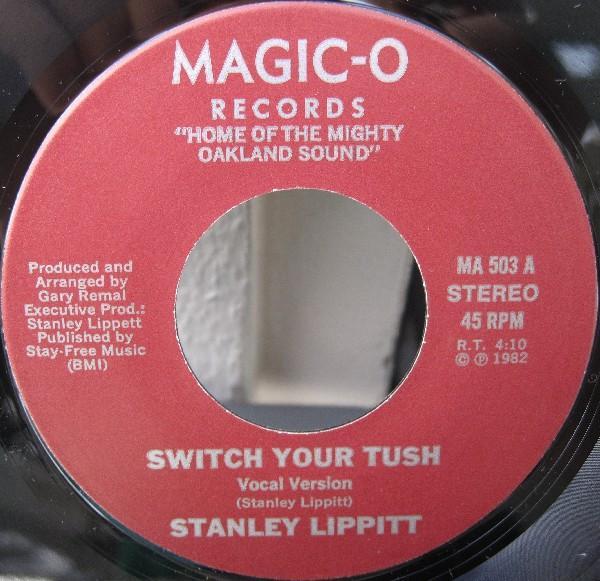 MAGIC-O
RECORDS
"HOME OF THE MIGHTY
OAKLAND SOUND"
Produced and
Arranged by
Gary Remal
Executive Prod.:
Stanley Lippett
Published by
Stay-Free Music
(BMI)
MA 503 A
STEREO
45 RPM
R.T. 4:10
© ℗ 1982
SWITCH YOUR TUSH
Vocal Version
(Stanley Lippitt)
STANLEY LIPPITT